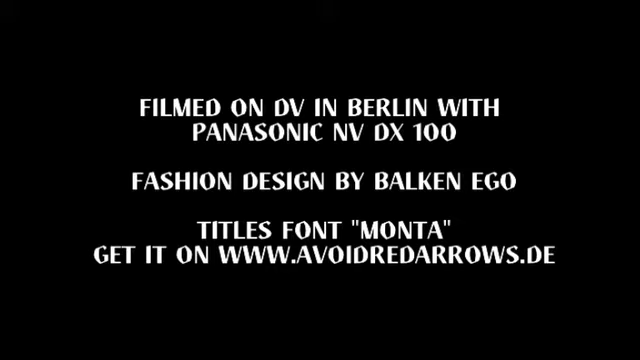 FILMED ON DV IN BERLIN WITH
PANASONIC NV DX 100
FASHION DESIGN BY BALKEN EGO
TITLES FONT "MONTA"
GET IT ON WWW.AVOIDREDARROWS.DE